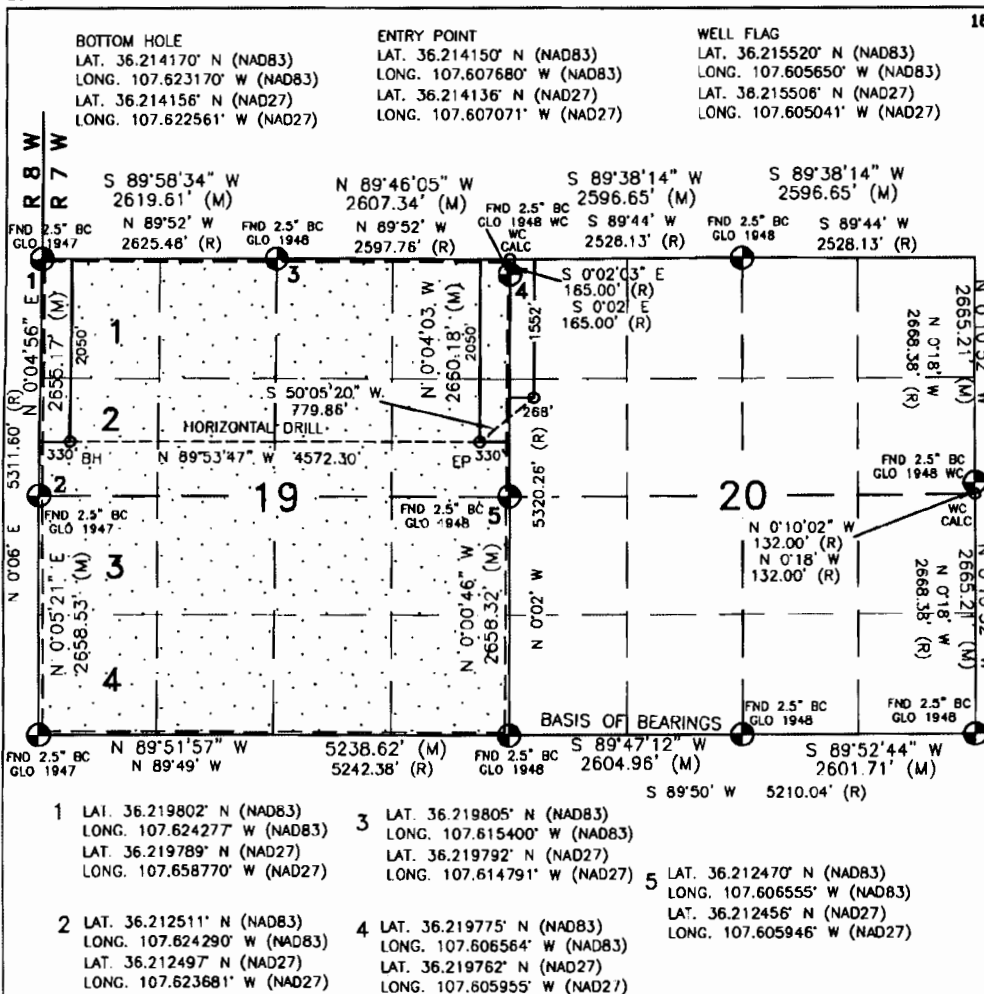 18
BOTTOM HOLE
LAT. 36.214170° N (NAD83)
LONG. 107.623170° W (NAD83)
LAT. 36.214156° N (NAD27)
LONG. 107.622561° W (NAD27)
ENTRY POINT
LAT. 36.214150° N (NAD83)
LONG. 107.607680° W (NAD83)
LAT. 36.214136° N (NAD27)
LONG. 107.607071° W (NAD27)
WELL FLAG
LAT. 36.215520° N (NAD83)
LONG. 107.605650° W (NAD83)
LAT. 36.215506° N (NAD27)
LONG. 107.605041° W (NAD27)
R 8 W
R 7 W
S 89°58'34" W
2619.61' (M)
N 89°52' W
2625.48' (R)
N 89°46'05" W
2607.34' (M)
N 89°52' W
2597.76' (R)
S 89°38'14" W
2596.65' (M)
S 89°44' W
2528.13' (R)
S 89°38'14" W
2596.65' (M)
S 89°44' W
2528.13' (R)
FND 2.5" BC
GLO 1947
FND 2.5" BC
GLO 1948
FND 2.5" BC
GLO 1948 WC
WC
CALC
FND 2.5" BC
GLO 1948
1
3
4
S 0°02'03" E
165.00' (R)
S 0°02' E
165.00' (R)
N 0°04'56" E
2655.17' (M)
2050'
1
N 0°04'03" W
2660.18' (M)
2050'
1552'
N 0°10'32" W
2665.21' (M)
N 0°18' W
2668.38' (R)
S 50°05'20" W
779.86'
268'
2
HORIZONTAL DRILL
330' BH
N 89°53'47" W 4572.30'
EP 330'
5311.60' (R)
N 0°06' E
5320.26' (R)
N 0°02' W
2
FND 2.5" BC
GLO 1947
19
FND 2.5" BC
GLO 1948
5
20
FND 2.5" BC
GLO 1948 WC
WC
CALC
N 0°10'02" W
132.00' (R)
N 0°18' W
132.00' (R)
3
N 0°05'21" E
2658.53' (M)
N 0°00'46" W
2658.32' (M)
N 0°18' W
2668.38' (R)
N 0°10'32" W
2665.21' (M)
4
BASIS OF BEARINGS
FND 2.5" BC
GLO 1947
N 89°51'57" W 5238.62' (M)
N 89°49' W 5242.38' (R)
FND 2.5" BC
GLO 1948
S 89°47'12" W
2604.96' (M)
FND 2.5" BC
GLO 1948
S 89°52'44" W
2601.71' (M)
FND 2.5" BC
GLO 1948
S 89°50' W 5210.04' (R)
1 LAT. 36.219802° N (NAD83)
LONG. 107.624277° W (NAD83)
LAT. 36.219789° N (NAD27)
LONG. 107.658770° W (NAD27)
2 LAT. 36.212511° N (NAD83)
LONG. 107.624290° W (NAD83)
LAT. 36.212497° N (NAD27)
LONG. 107.623681° W (NAD27)
3 LAT. 36.219805° N (NAD83)
LONG. 107.615400° W (NAD83)
LAT. 36.219792° N (NAD27)
LONG. 107.614791° W (NAD27)
4 LAT. 36.219775° N (NAD83)
LONG. 107.606564° W (NAD83)
LAT. 36.219762° N (NAD27)
LONG. 107.605955° W (NAD27)
5 LAT. 36.212470° N (NAD83)
LONG. 107.606555° W (NAD83)
LAT. 36.212456° N (NAD27)
LONG. 107.605946° W (NAD27)